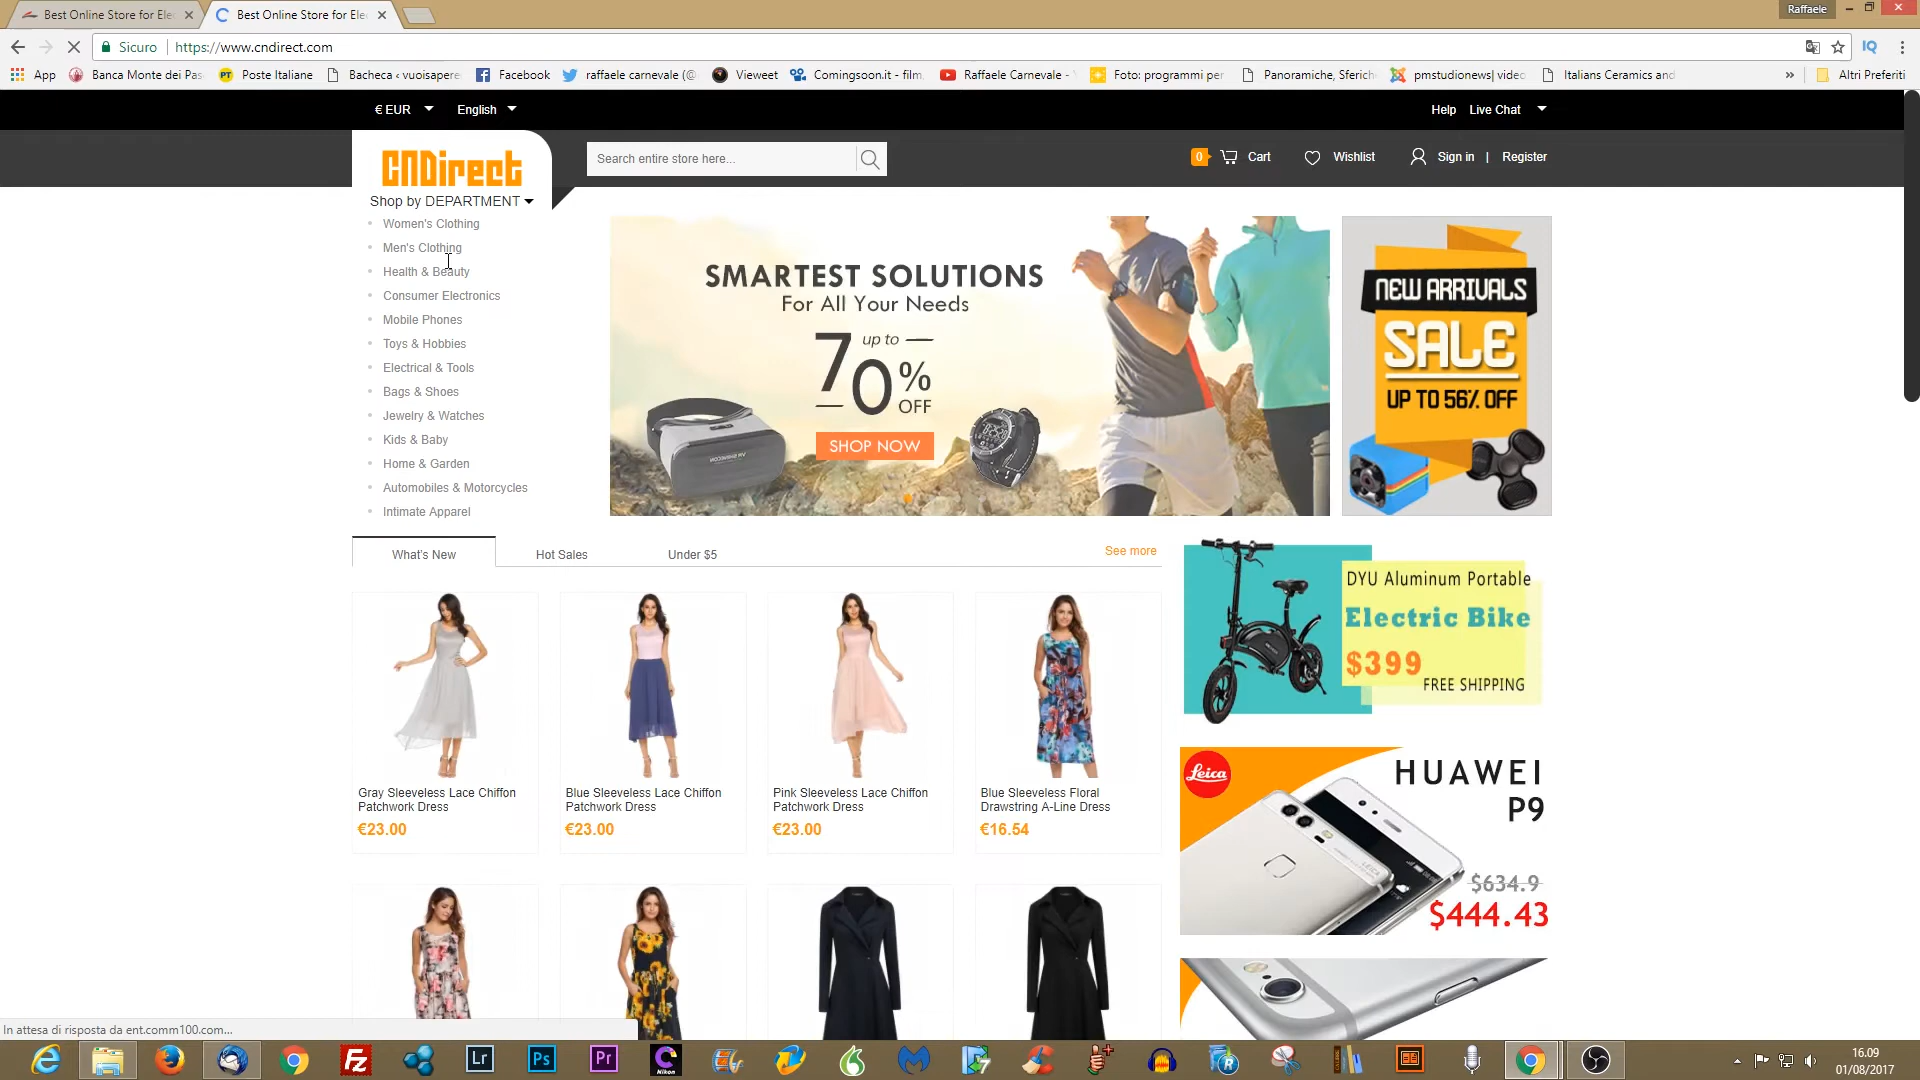 Best Online Store for Ele
Best Online Store for Ele
Raffaele
Sicuro
https://www.cndirect.com
App
Banca Monte dei Pas
Poste Italiane
Bacheca ‹ vuoisapere
Facebook
raffaele carnevale (@
Vieweet
Comingsoon.it - film,
Raffaele Carnevale -
Foto: programmi per
Panoramiche, Sferich
pmstudionews| video
Italians Ceramics and
»
Altri Preferiti
€ EUR
English
Help
Live Chat
CNDirect
Search entire store here...
0
Cart
Wishlist
Sign in | Register
Shop by DEPARTMENT
Women's Clothing
Men's Clothing
Health & Beauty
Consumer Electronics
Mobile Phones
Toys & Hobbies
Electrical & Tools
Bags & Shoes
Jewelry & Watches
Kids & Baby
Home & Garden
Automobiles & Motorcycles
Intimate Apparel
SMARTEST SOLUTIONS
For All Your Needs
up to
70%
OFF
SHOP NOW
NEW ARRIVALS
SALE
UP TO 56% OFF
What's New
Hot Sales
Under $5
See more
DYU Aluminum Portable
Electric Bike
$399
FREE SHIPPING
Gray Sleeveless Lace Chiffon
Patchwork Dress
€23.00
Blue Sleeveless Lace Chiffon
Patchwork Dress
€23.00
Pink Sleeveless Lace Chiffon
Patchwork Dress
€23.00
Blue Sleeveless Floral
Drawstring A-Line Dress
€16.54
Leica
HUAWEI
P9
$634.9
$444.43
In attesa di risposta da ent.comm100.com...
Lr
Ps
Pr
Nikon
16.09
01/08/2017